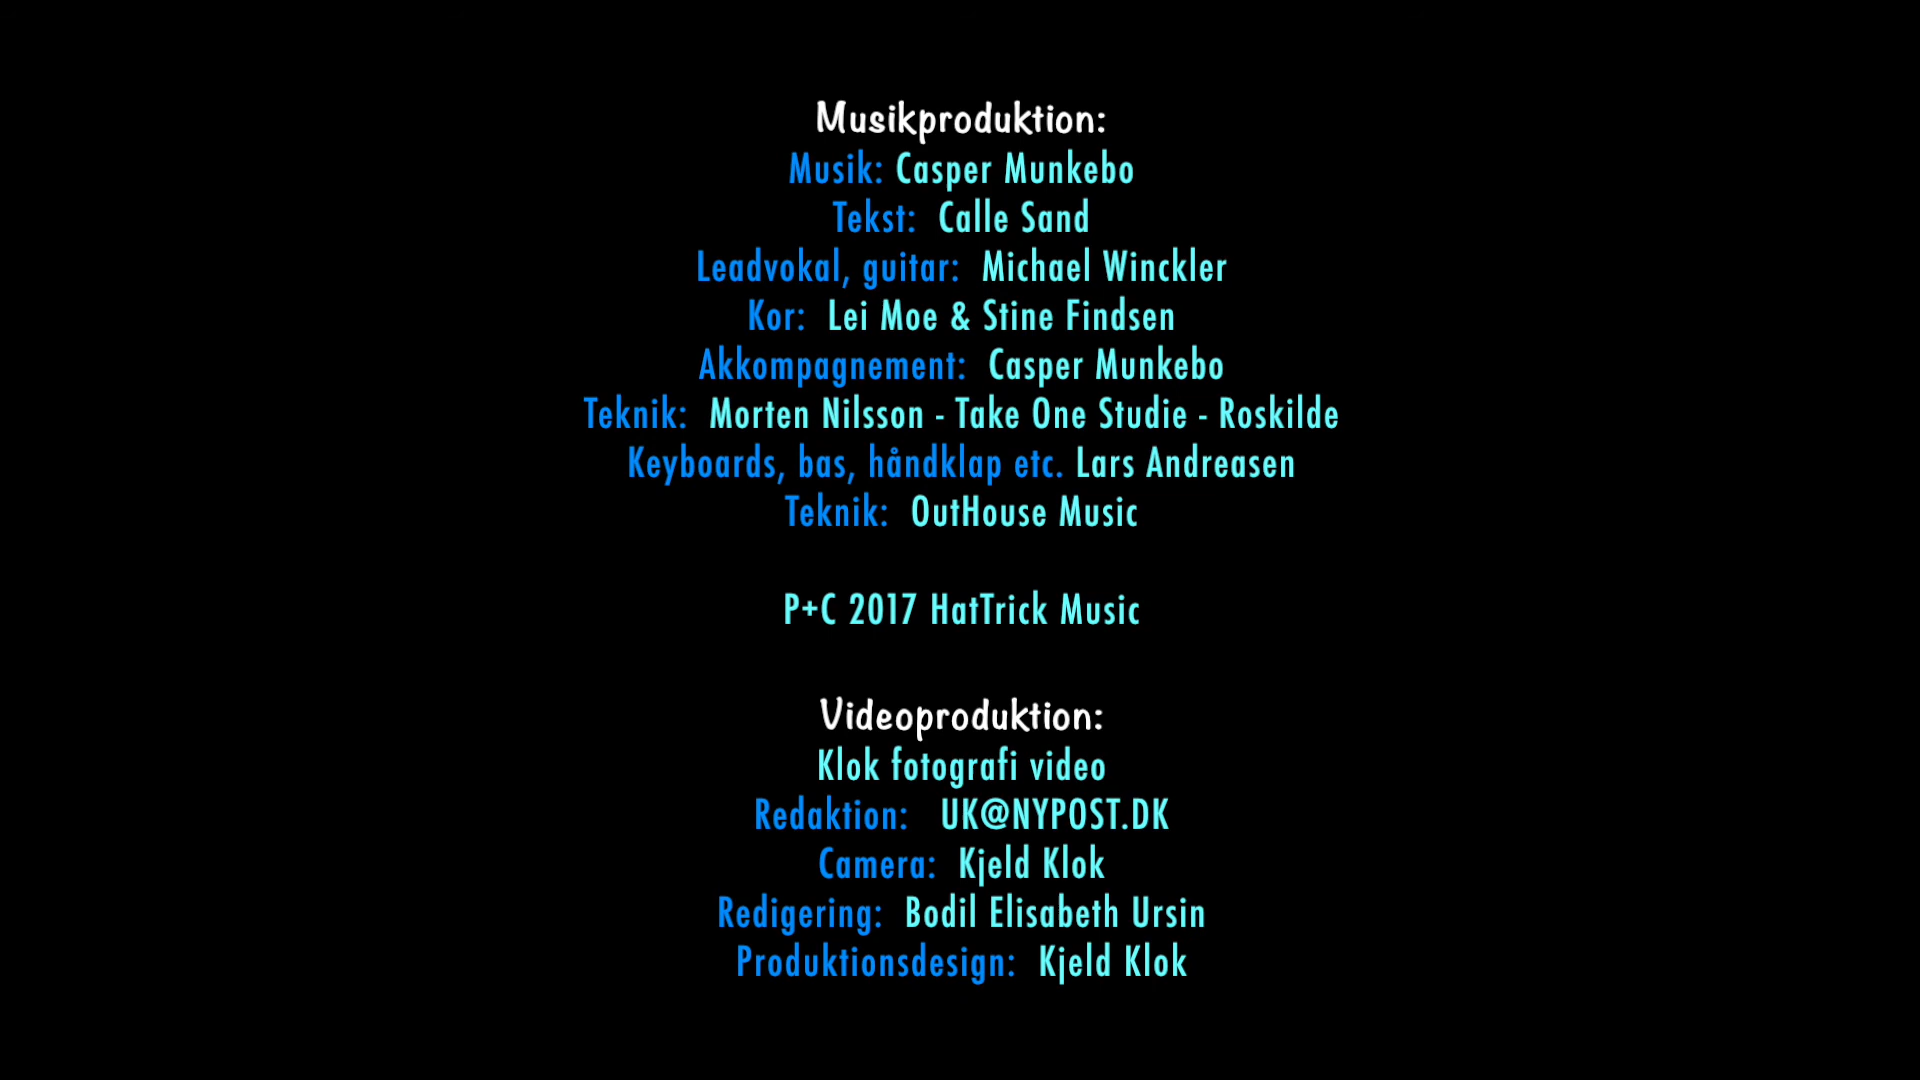 Musikproduktion:
Musik: Casper Munkebo
Tekst: Calle Sand
Leadvokal, guitar: Michael Winckler
Kor: Lei Moe & Stine Findsen
Akkompagnement: Casper Munkebo
Teknik: Morten Nilsson - Take One Studie - Roskilde
Keyboards, bas, håndklap etc. Lars Andreasen
Teknik: OutHouse Music
P+C 2017 HatTrick Music
Videoproduktion:
Klok fotografi video
Redaktion: UK@NYPOST.DK
Camera: Kjeld Klok
Redigering: Bodil Elisabeth Ursin
Produktionsdesign: Kjeld Klok